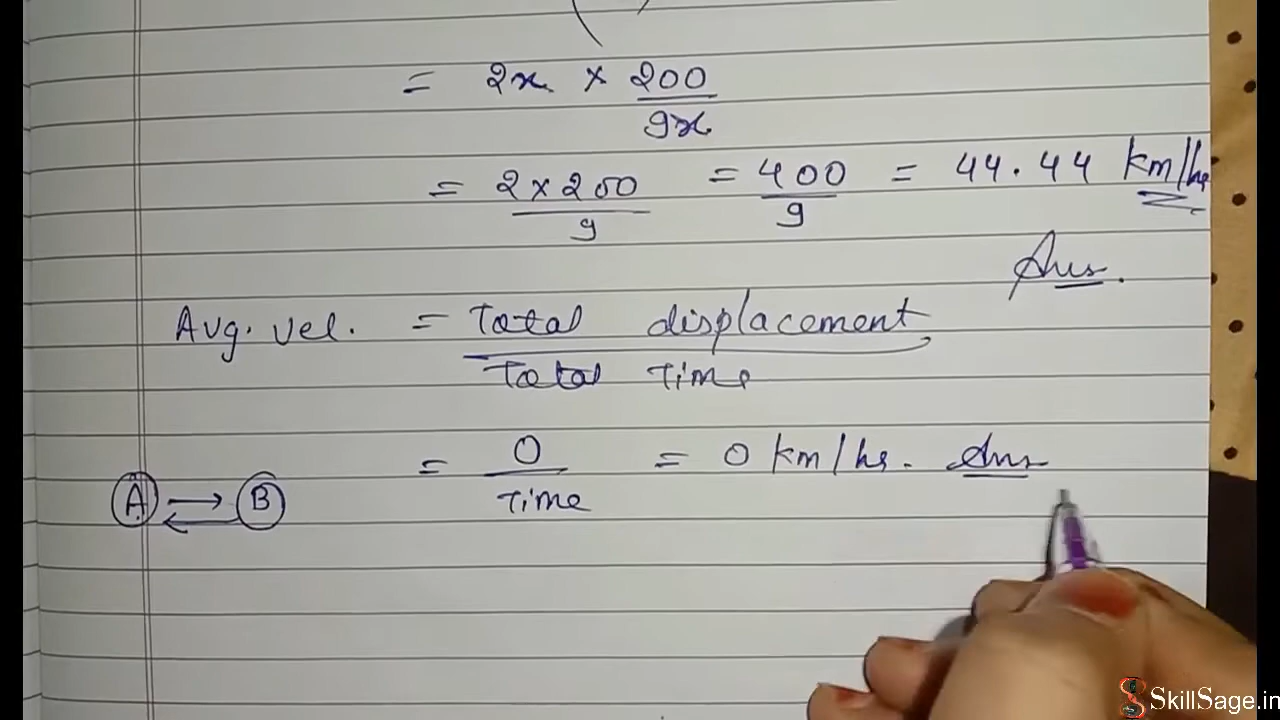 = 2x × 200/9x
= 2×200/9 = 400/9 = 44.44 km/hr
Ans.
Avg. vel. = Total displacement/Total Time
= 0/Time = 0 km/hr. Ans
A → B
SkillSage.in